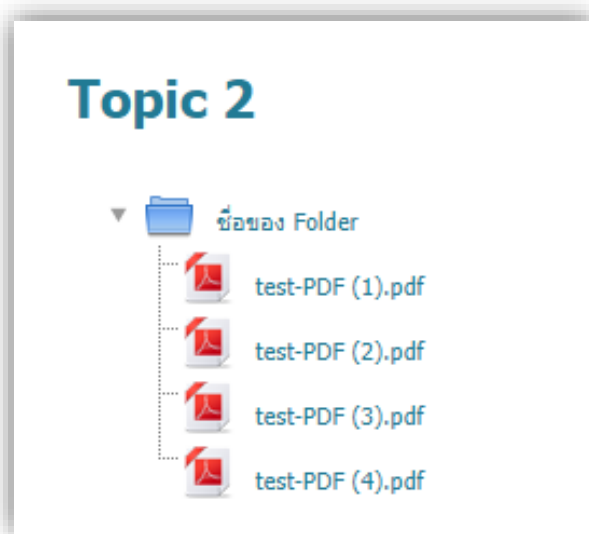 Topic 2
ชื่อของ Folder
test-PDF (1).pdf
test-PDF (2).pdf
test-PDF (3).pdf
test-PDF (4).pdf